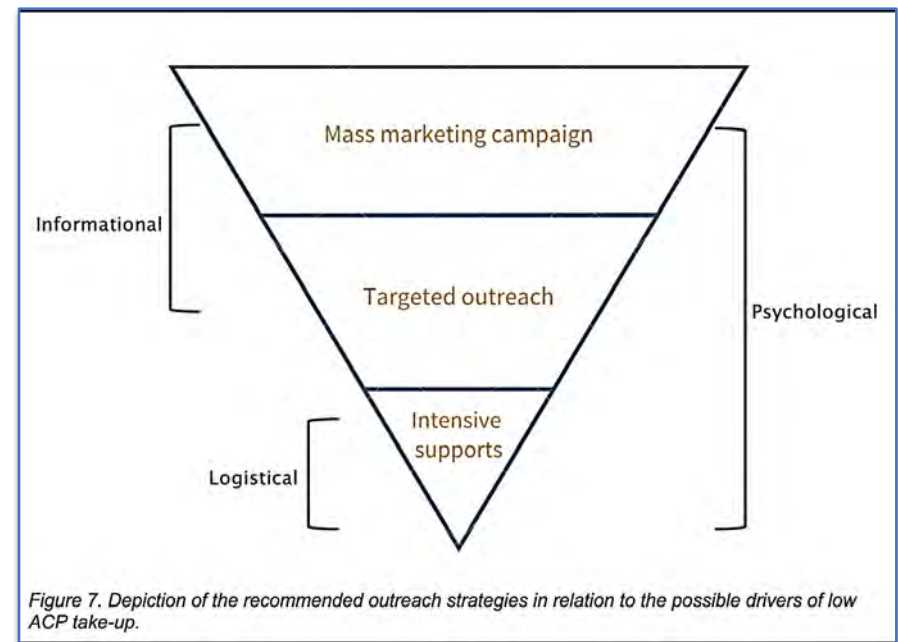 Mass marketing campaign
Informational
Targeted outreach
Psychological
Intensive
supports
Logistical
Figure 7. Depiction of the recommended outreach strategies in relation to the possible drivers of low
ACP take-up.